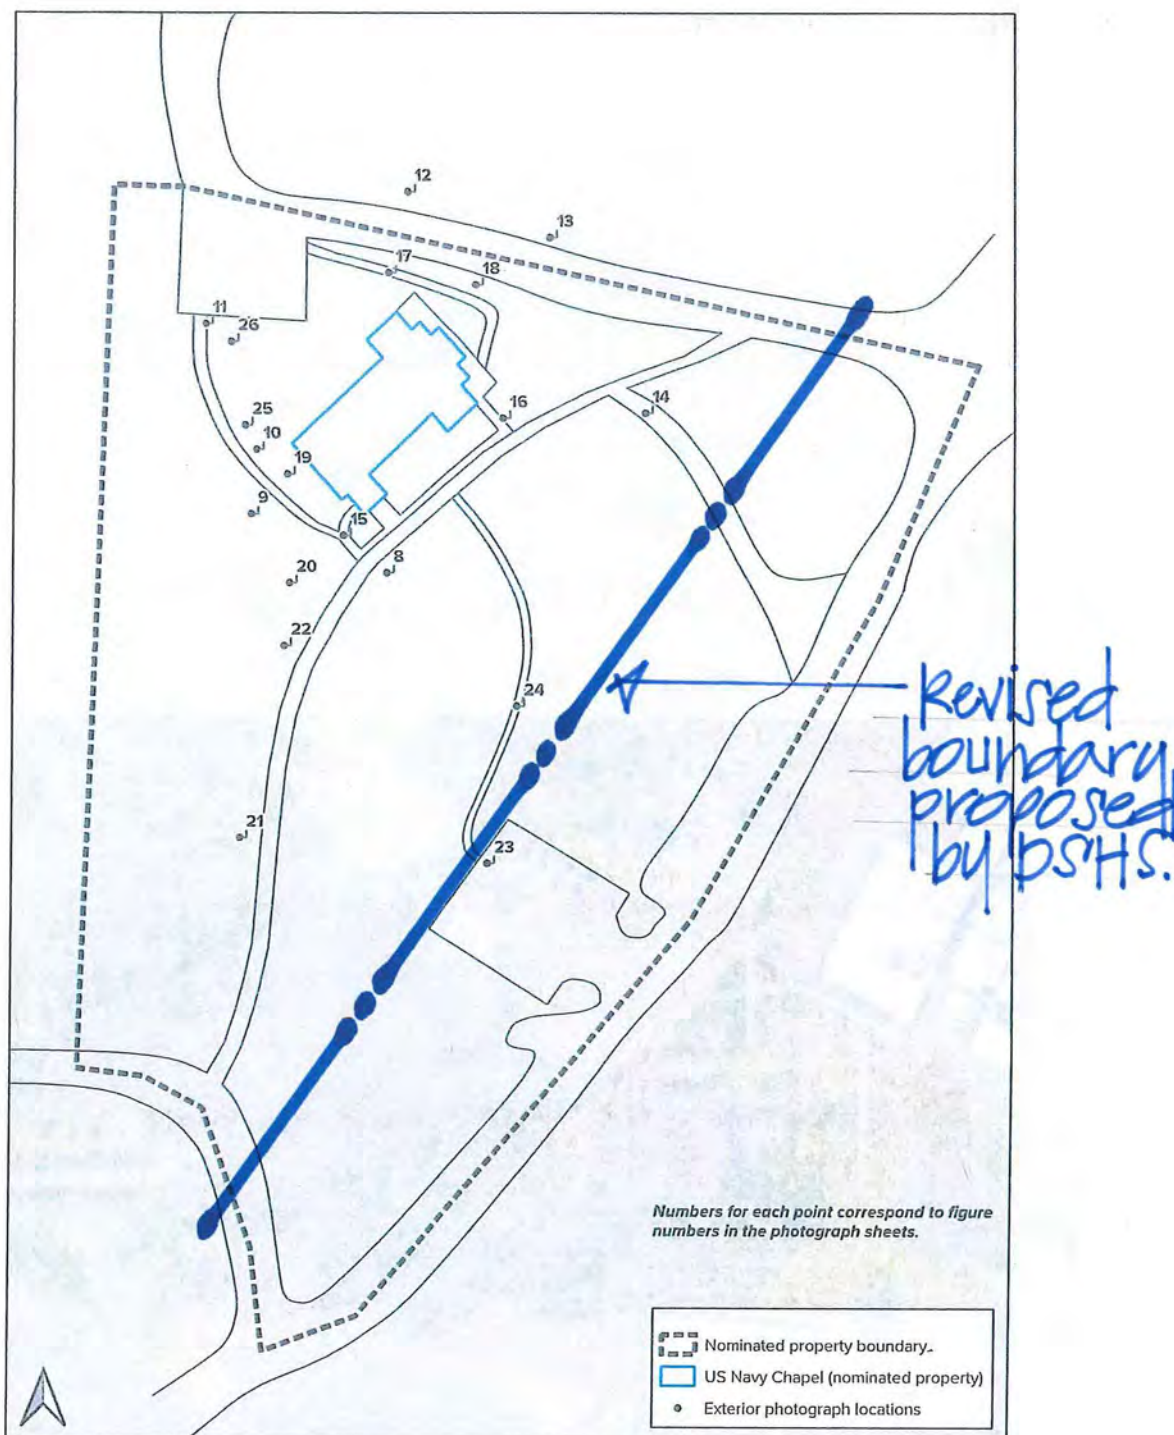 12
13
17
18
11
26
16
14
25
10
19
9
15
8
20
22
24
Revised
boundary
proposed
by DSHS.
21
23
Numbers for each point correspond to figure
numbers in the photograph sheets.
Nominated property boundary
US Navy Chapel (nominated property)
Exterior photograph locations